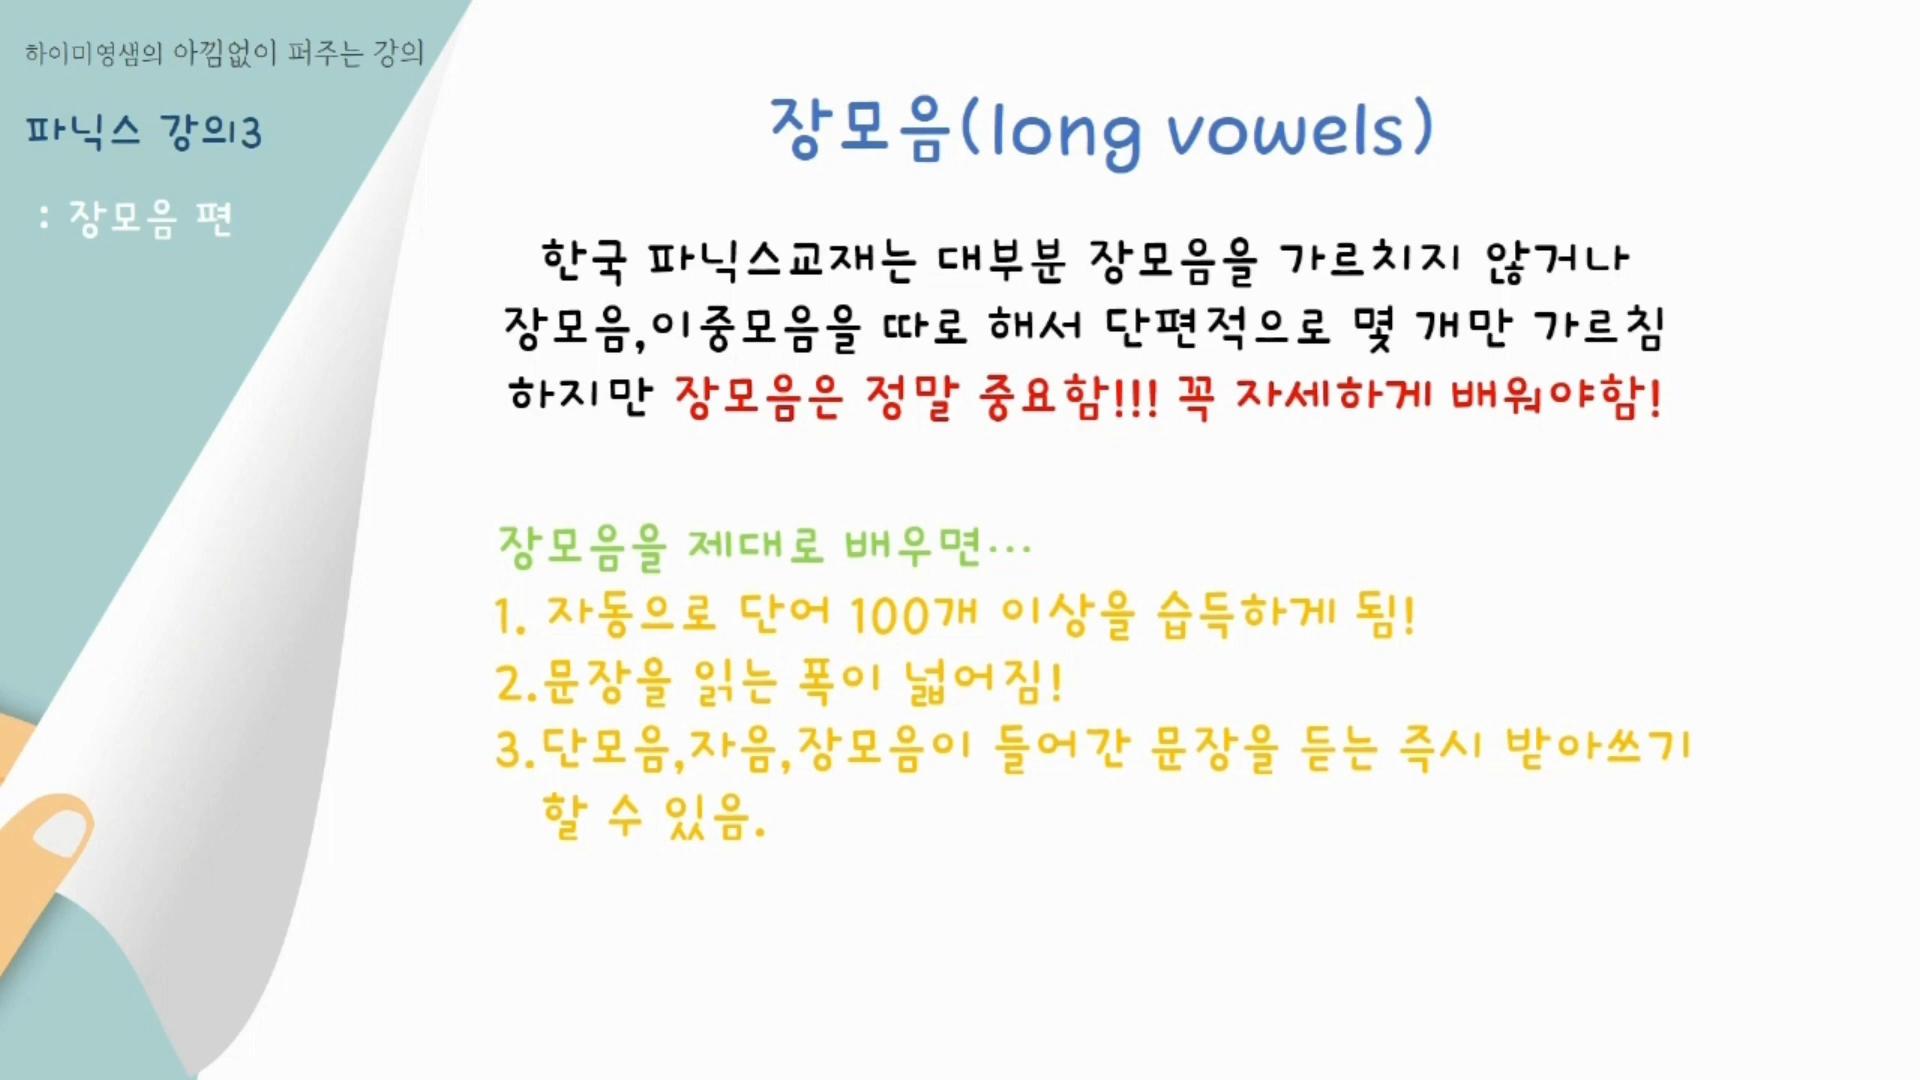 하이미영샘의 아낌없이 퍼주는 강의
파닉스 강의3
: 장모음 편
장모음(long vowels)
한국 파닉스교재는 대부분 장모음을 가르치지 않거나
장모음,이중모음을 따로 해서 단편적으로 몇 개만 가르침
하지만 장모음은 정말 중요함!!! 꼭 자세하게 배워야함!
장모음을 제대로 배우면...
1. 자동으로 단어 100개 이상을 습득하게 됨!
2.문장을 읽는 폭이 넓어짐!
3.단모음,자음,장모음이 들어간 문장을 듣는 즉시 받아쓰기
할 수 있음.